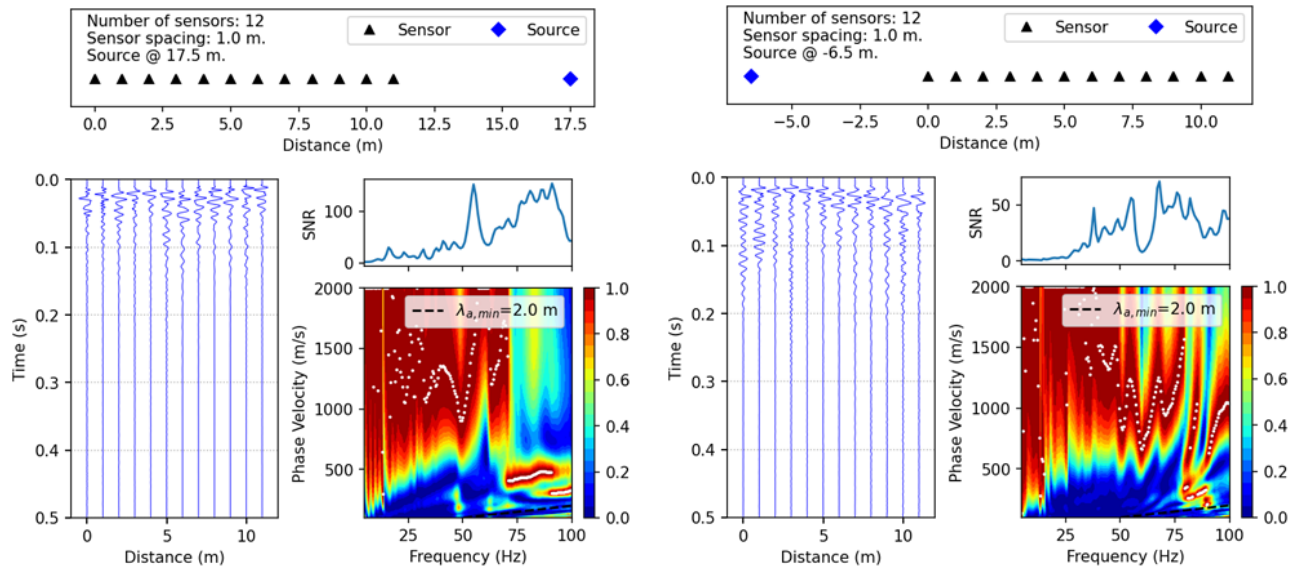 Number of sensors: 12
Sensor spacing: 1.0 m.
Source @ 17.5 m.
Sensor
Source
0.0 2.5 5.0 7.5 10.0 12.5 15.0 17.5
Distance (m)
0.0
0.1
0.2
0.3
0.4
0.5
Time (s)
0 5 10
Distance (m)
100
0
SNR
2000
1500
1000
500
Phase Velocity (m/s)
λa,min=2.0 m
25 50 75 100
Frequency (Hz)
1.0
0.8
0.6
0.4
0.2
0.0
Number of sensors: 12
Sensor spacing: 1.0 m.
Source @ -6.5 m.
Sensor
Source
−5.0 −2.5 0.0 2.5 5.0 7.5 10.0
Distance (m)
0.0
0.1
0.2
0.3
0.4
0.5
Time (s)
0 5 10
Distance (m)
50
0
SNR
2000
1500
1000
500
Phase Velocity (m/s)
λa,min=2.0 m
25 50 75 100
Frequency (Hz)
1.0
0.8
0.6
0.4
0.2
0.0